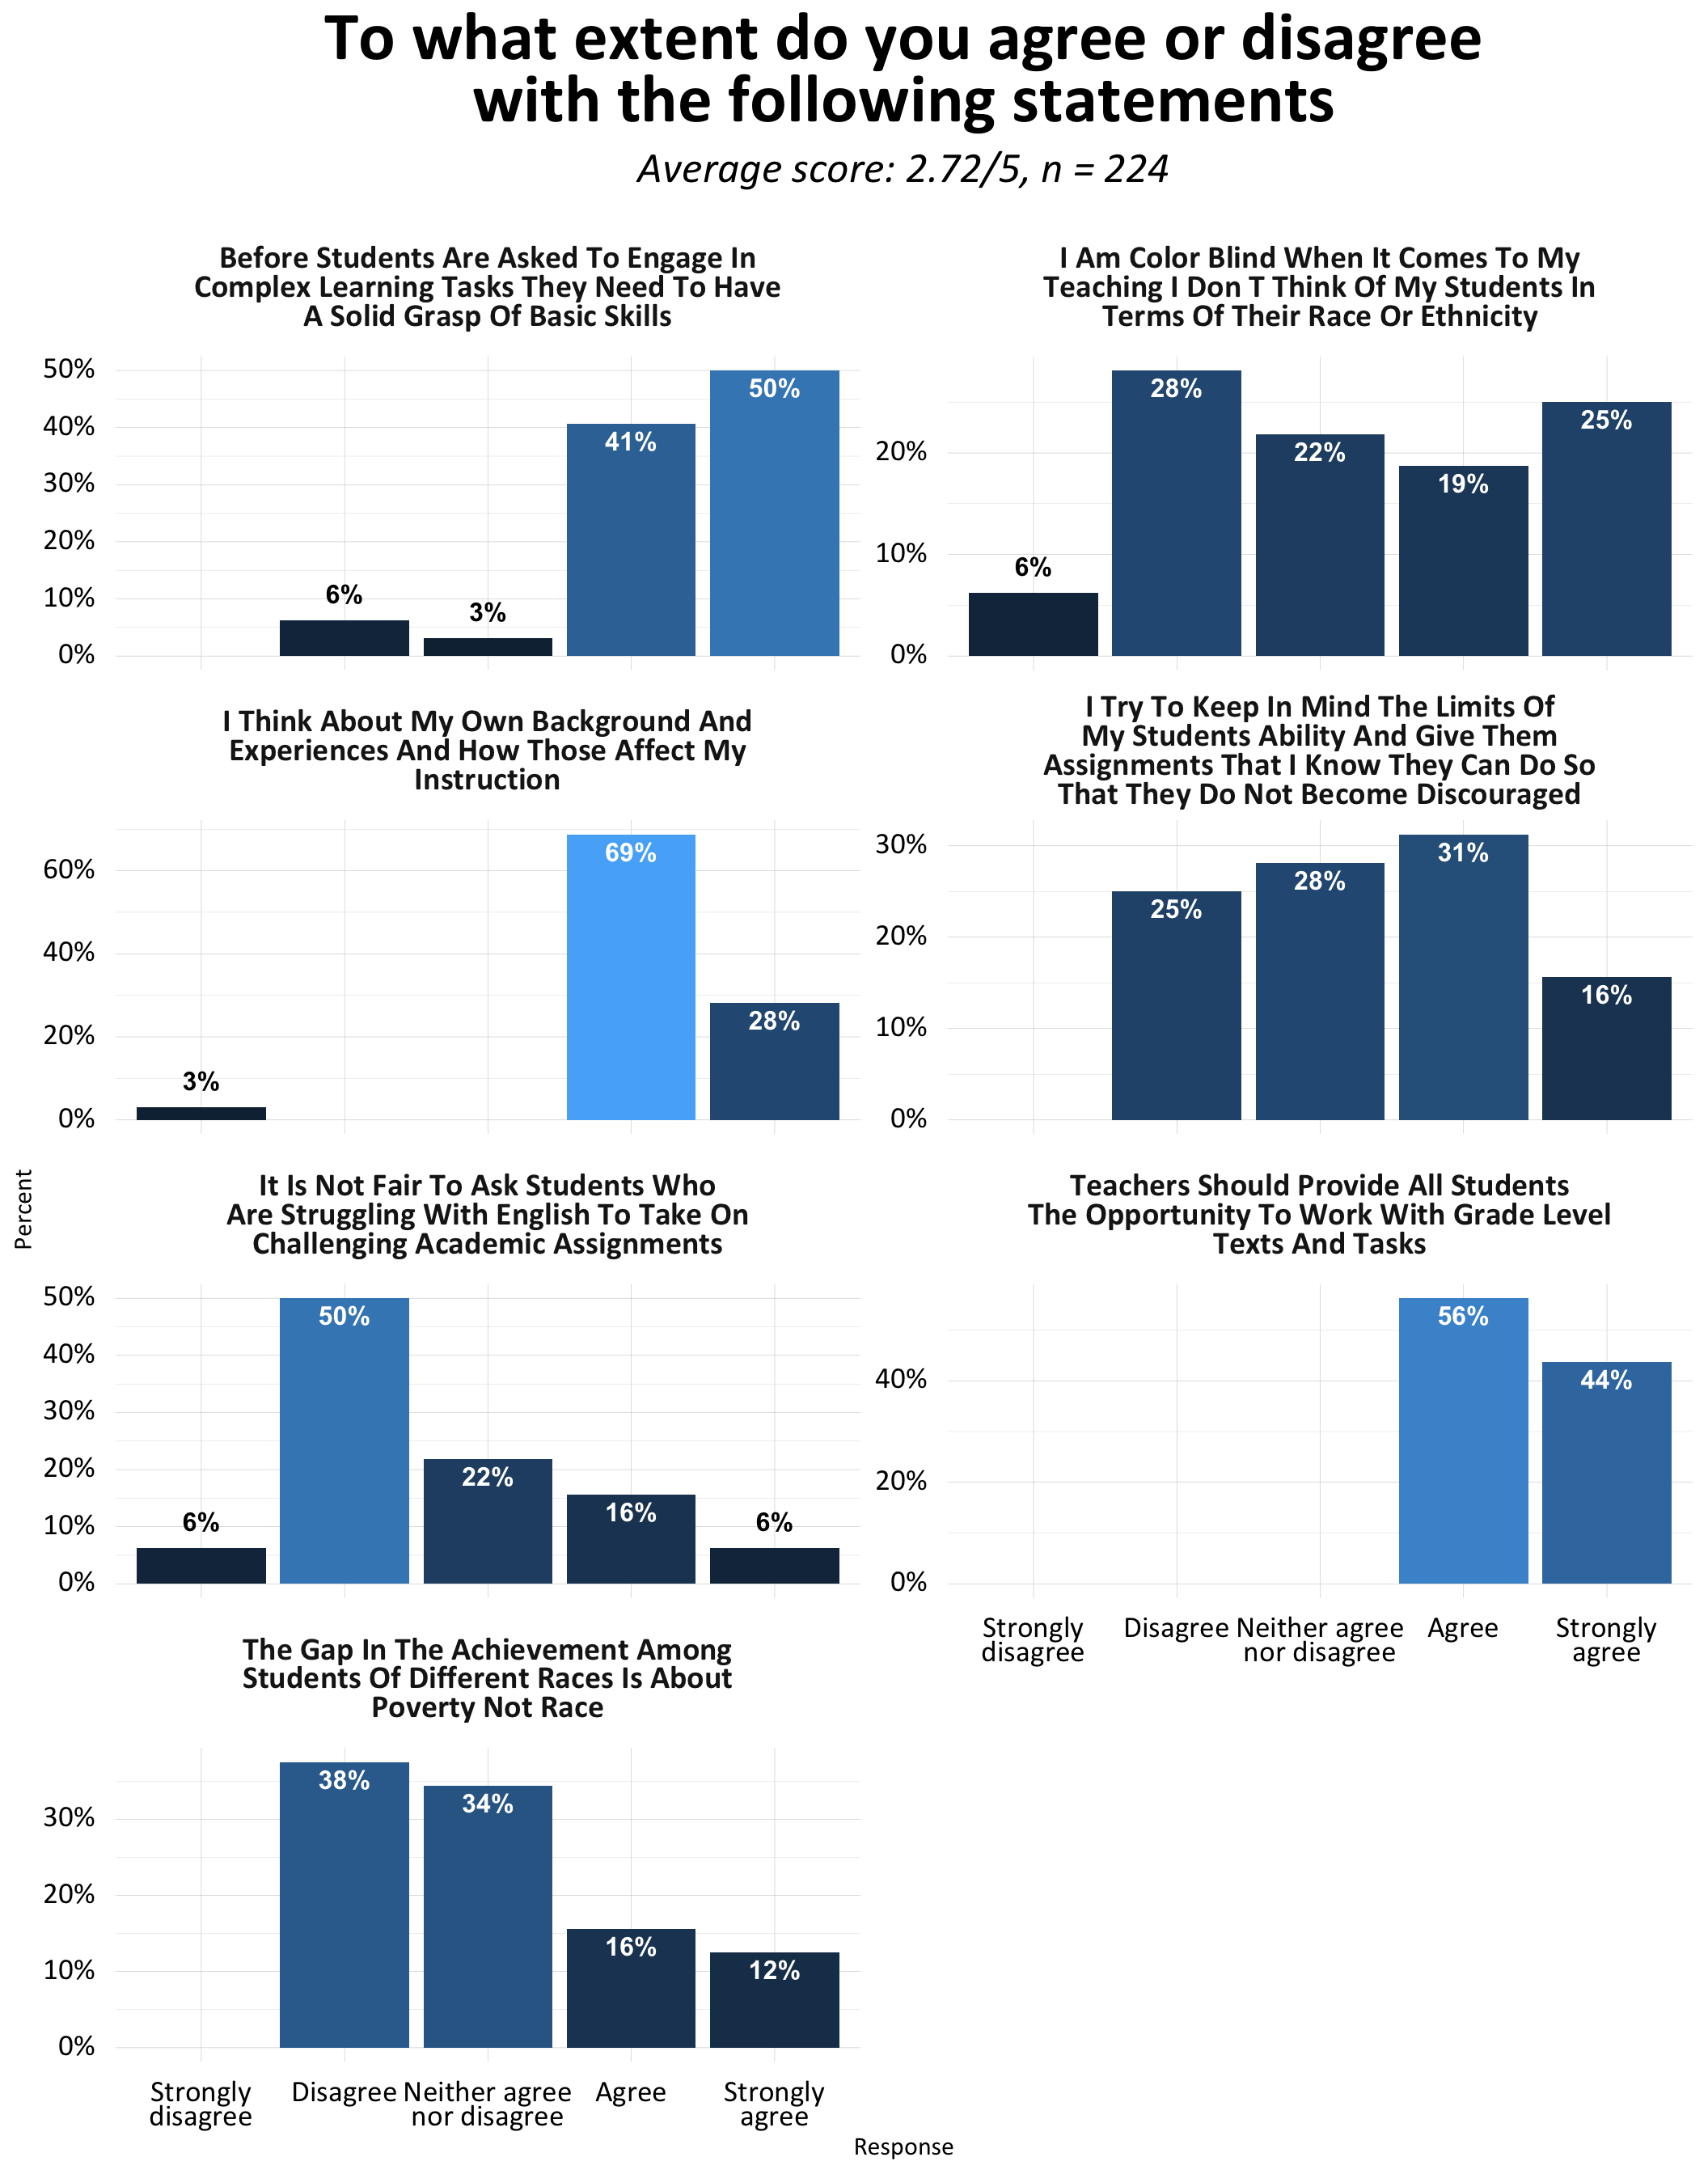 To what extent do you agree or disagree
with the following statements
Average score: 2.72/5, n = 224
Before Students Are Asked To Engage In
Complex Learning Tasks They Need To Have
A Solid Grasp Of Basic Skills
50%
40%
30%
20%
10%
0%
6%
3%
41%
50%
I Am Color Blind When It Comes To My
Teaching I Don T Think Of My Students In
Terms Of Their Race Or Ethnicity
20%
10%
0%
6%
28%
22%
19%
25%
I Think About My Own Background And
Experiences And How Those Affect My
Instruction
60%
40%
20%
0%
3%
69%
28%
I Try To Keep In Mind The Limits Of
My Students Ability And Give Them
Assignments That I Know They Can Do So
That They Do Not Become Discouraged
30%
20%
10%
0%
25%
28%
31%
16%
Percent
It Is Not Fair To Ask Students Who
Are Struggling With English To Take On
Challenging Academic Assignments
50%
40%
30%
20%
10%
0%
6%
50%
22%
16%
6%
Teachers Should Provide All Students
The Opportunity To Work With Grade Level
Texts And Tasks
40%
20%
0%
56%
44%
Strongly
disagree
Disagree
Neither agree
nor disagree
Agree
Strongly
agree
The Gap In The Achievement Among
Students Of Different Races Is About
Poverty Not Race
30%
20%
10%
0%
38%
34%
16%
12%
Strongly
disagree
Disagree
Neither agree
nor disagree
Agree
Strongly
agree
Response